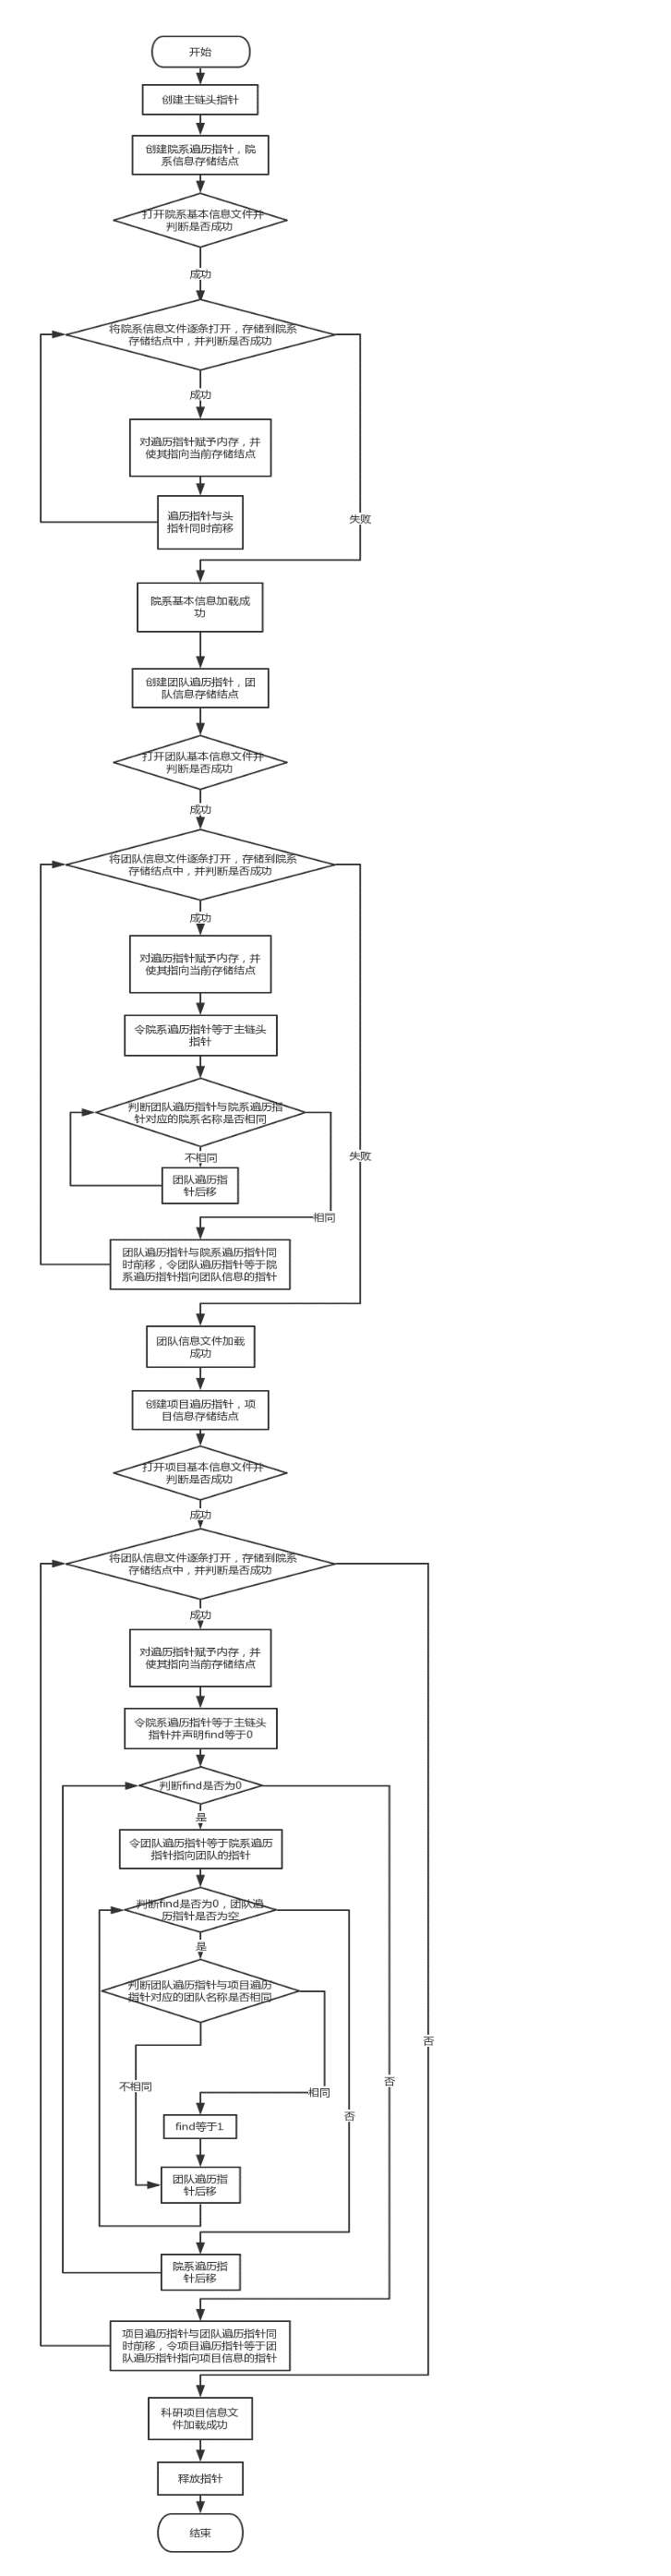 开始
创建主链头指针
创建院系遍历指针，院
系信息存储结点
打开院系基本信息文件并
判断是否成功
成功
将院系信息文件逐条打开，存储到院系
存储结点中，并判断是否成功
成功
对遍历指针赋予内存，并
使其指向当前存储结点
遍历指针与头
指针同时前移
失败
院系基本信息加载成
功
创建团队遍历指针，团
队信息存储结点
打开团队基本信息文件并
判断是否成功
成功
将团队信息文件逐条打开，存储到院系
存储结点中，并判断是否成功
成功
对遍历指针赋予内存，并
使其指向当前存储结点
令院系遍历指针等于主链头
指针
判断团队遍历指针与院系遍历指
针对应的院系名称是否相同
不相同
失败
团队遍历指
针后移
相同
团队遍历指针与院系遍历指针同
时前移，令团队遍历指针等于院
系遍历指针指向团队信息的指针
团队信息文件加载
成功
创建项目遍历指针，项
目信息存储结点
打开项目基本信息文件并
判断是否成功
成功
将团队信息文件逐条打开，存储到院系
存储结点中，并判断是否成功
成功
对遍历指针赋予内存，并
使其指向当前存储结点
令院系遍历指针等于主链头
指针并声明find等于0
判断find是否为0
是
令团队遍历指针等于院系遍历
指针指向团队的指针
判断find是否为0，团队遍
历指针是否为空
是
判断团队遍历指针与项目遍历
指针对应的团队名称是否相同
否
否
不相同
相同
否
find等于1
团队遍历指
针后移
院系遍历指
针后移
项目遍历指针与团队遍历指针同
时前移，令项目遍历指针等于团
队遍历指针指向项目信息的指针
科研项目信息文
件加载成功
释放指针
结束